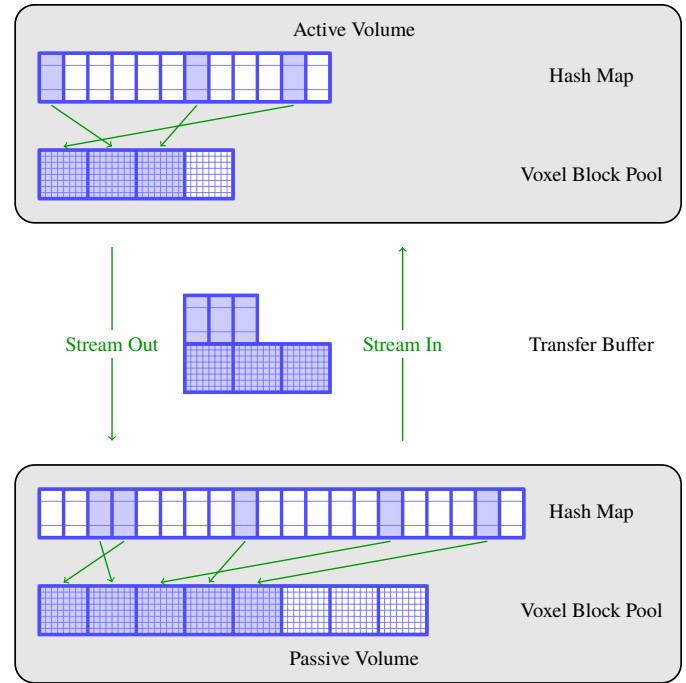 Active Volume
Hash Map
Voxel Block Pool
Stream Out
Stream In
Transfer Buffer
Hash Map
Voxel Block Pool
Passive Volume